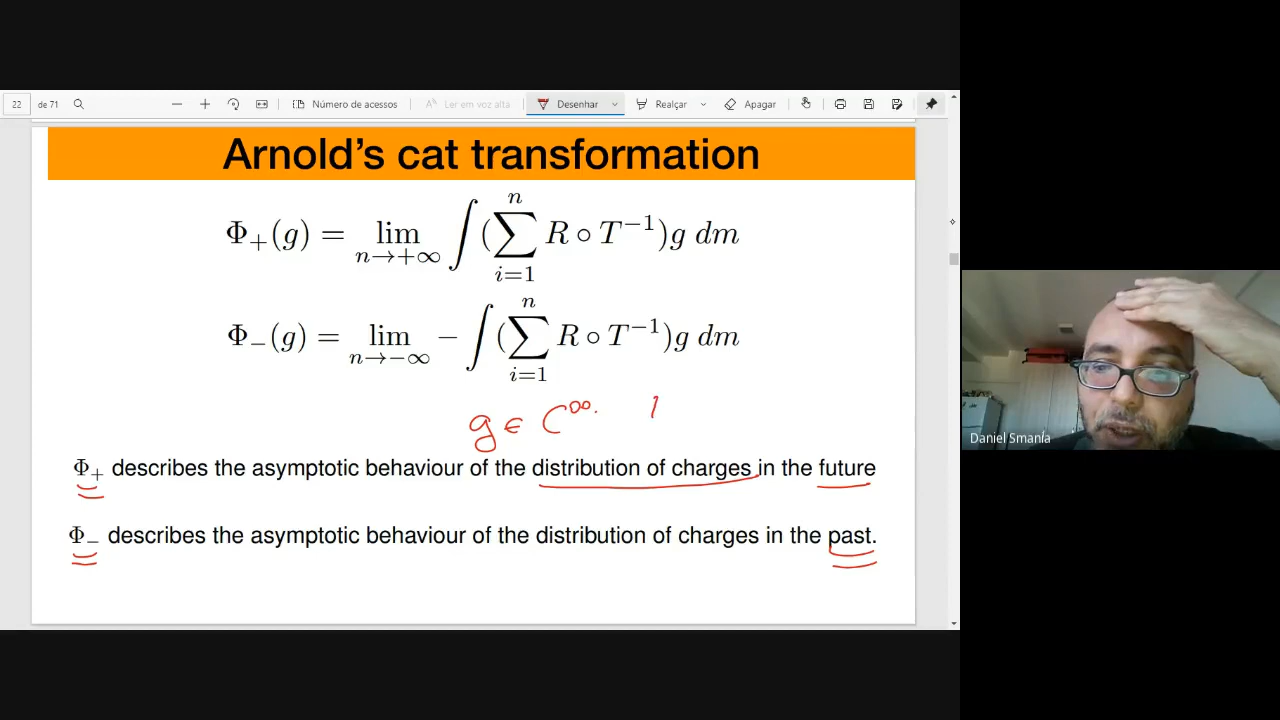 22 de 71 Número de acessos Ler em voz alta Desenhar Realçar Apagar
Arnold's cat transformation
Φ₊(g) = lim_{n→+∞} ∫ (∑_{i=1}^{n} R ∘ T⁻¹)g dm
Φ₋(g) = lim_{n→−∞} − ∫ (∑_{i=1}^{n} R ∘ T⁻¹)g dm
g ∈ C^∞.
Φ₊ describes the asymptotic behaviour of the distribution of charges in the future
Φ₋ describes the asymptotic behaviour of the distribution of charges in the past.
Daniel Smania